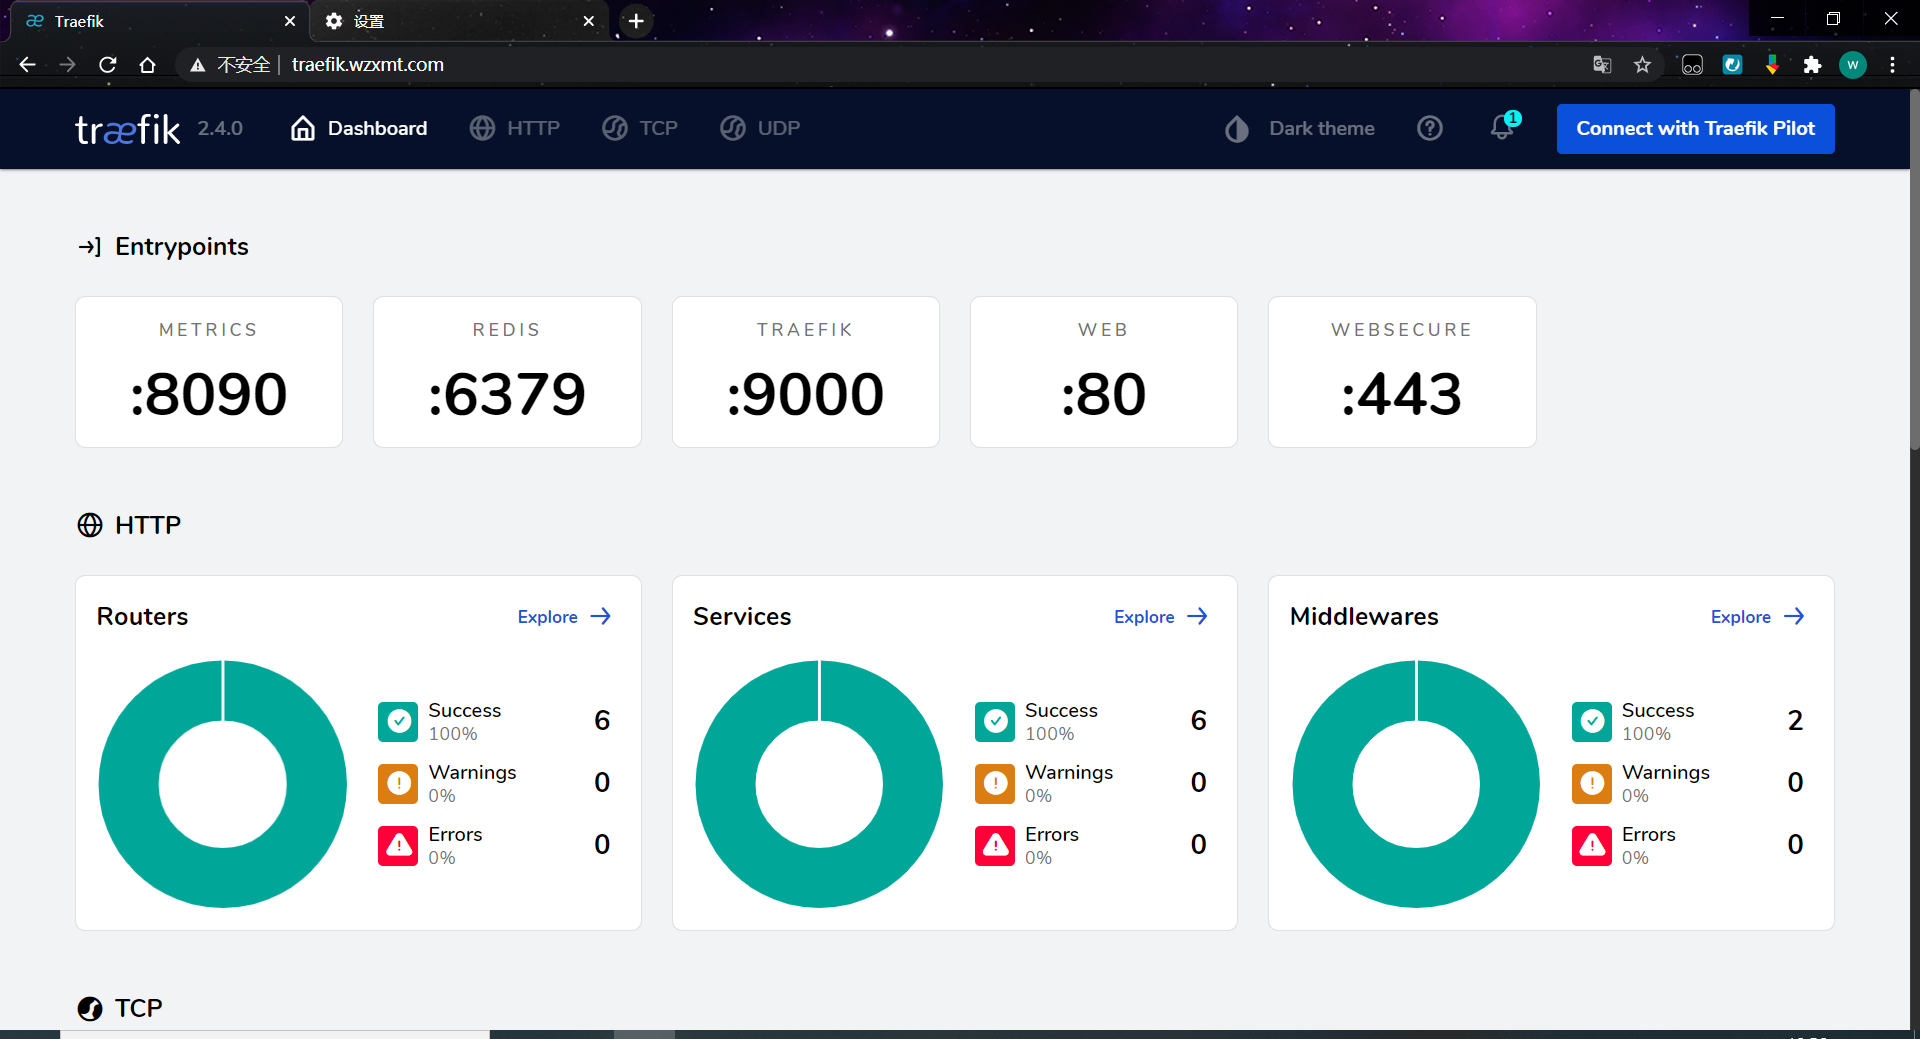 Traefik
设置
不安全 | traefik.wzxmt.com
W
træfik 2.4.0 Dashboard HTTP TCP UDP Dark theme 1 Connect with Traefik Pilot
Entrypoints
METRICS
:8090
REDIS
:6379
TRAEFIK
:9000
WEB
:80
WEBSECURE
:443
HTTP
Routers Explore
Success 6
100%
Warnings 0
0%
Errors 0
0%
Services Explore
Success 6
100%
Warnings 0
0%
Errors 0
0%
Middlewares Explore
Success 2
100%
Warnings 0
0%
Errors 0
0%
TCP